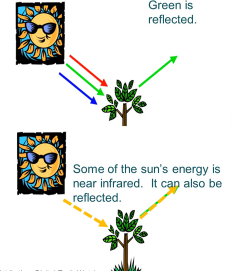 Green is
reflected.
Some of the sun's energy is
near infrared. It can also be
reflected.